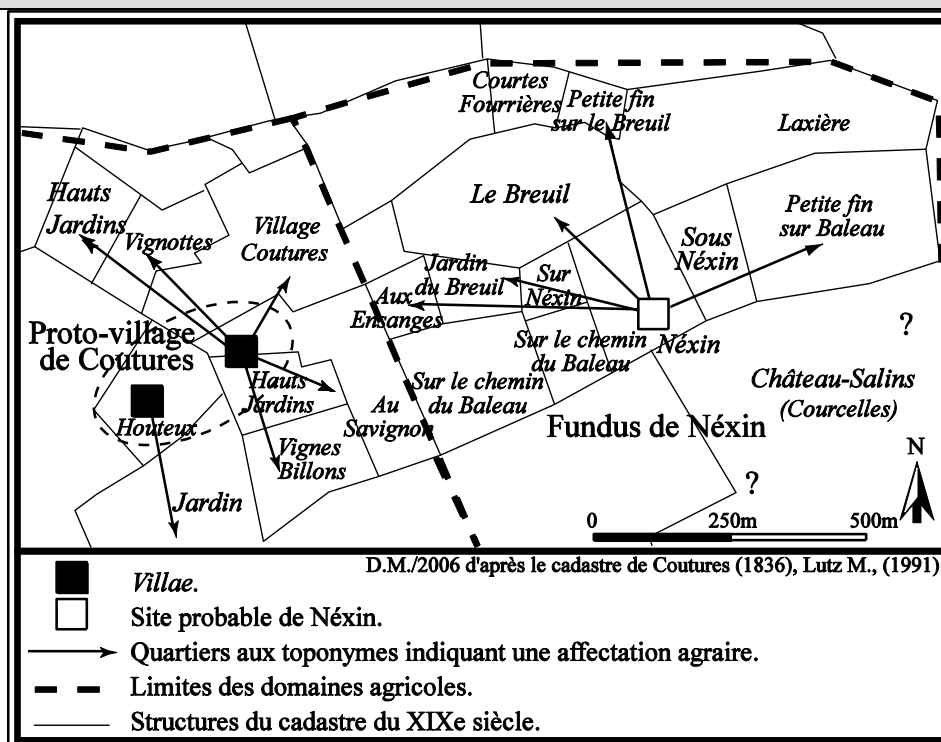 Courtes
Fourrières
Petite fin
sur le Breuil
Laxière
Hauts
Jardins
Vignottes
Village
Coutures
Le Breuil
Petite fin
sur Baleau
Sous
Néxin
Jardin
du Breuil
Sur
Néxin
Aux
Ensanges
Proto-village
de Coutures
Sur le chemin
du Baleau
Néxin
?
Hauts
Jardins
Houteux
Au
Savignon
Sur le chemin
du Baleau
Château-Salins
(Courcelles)
Fundus de Néxin
Vignes
Billons
Jardin
?
N
0 250m 500m
D.M./2006 d'après le cadastre de Coutures (1836), Lutz M., (1991)
Villae.
Site probable de Néxin.
Quartiers aux toponymes indiquant une affectation agraire.
Limites des domaines agricoles.
Structures du cadastre du XIXe siècle.